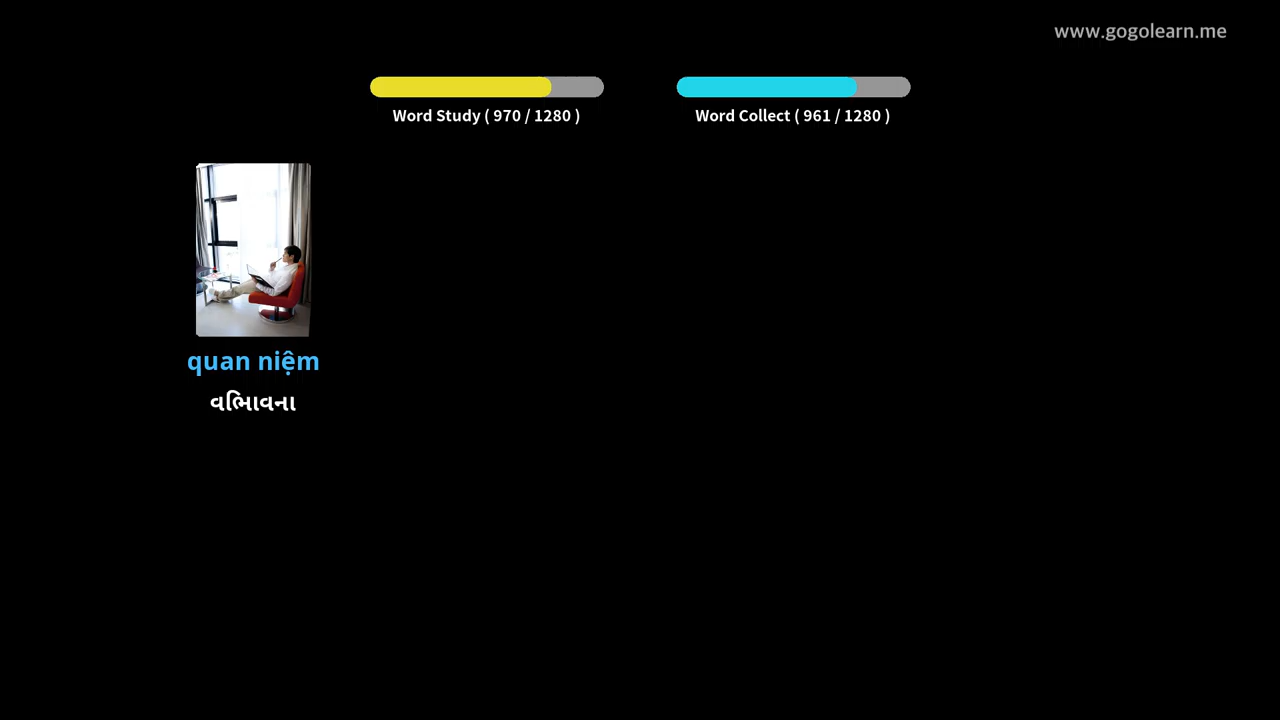 www.gogolearn.me
Word Study ( 970 / 1280 )
Word Collect ( 961 / 1280 )
quan niệm
વિભાવના